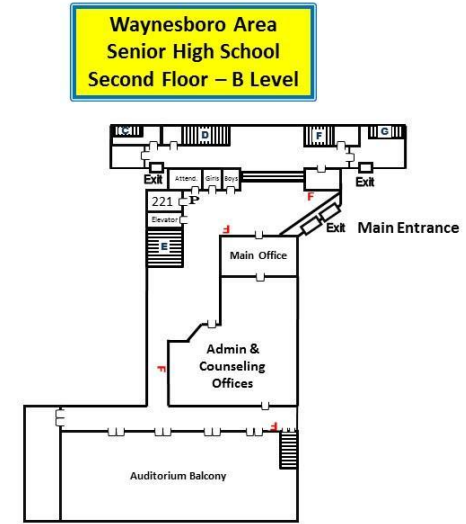 Waynesboro Area
Senior High School
Second Floor – B Level
C
D
F
G
Exit
Attend.
Girls
Boys
Exit
221
P
F
Elevator
Exit
Main Entrance
F
E
Main Office
Admin &
Counseling
Offices
F
F
Auditorium Balcony